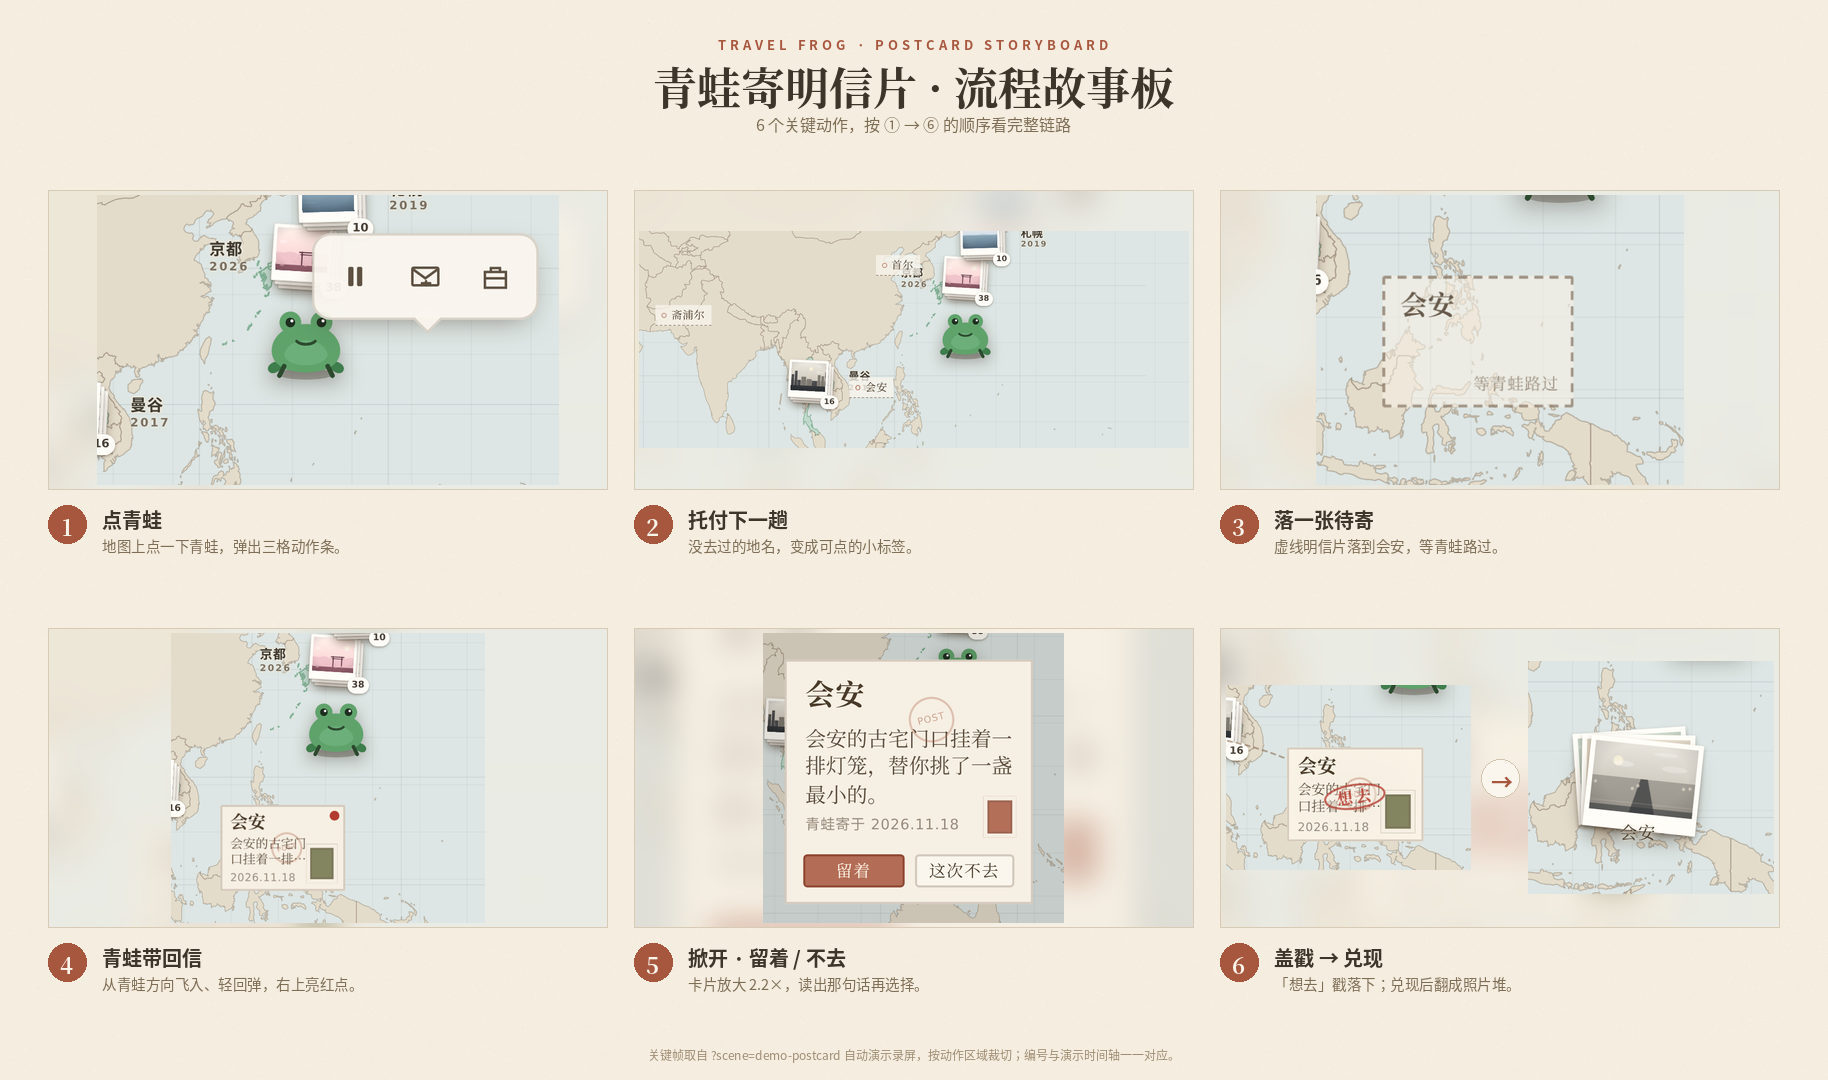 TRAVEL FROG · POSTCARD STORYBOARD
青蛙寄明信片 · 流程故事板
6 个关键动作，按 ① → ⑥ 的顺序看完整链路
2019
10
京都
2026
38
曼谷
2017
16
1
点青蛙
地图上点一下青蛙，弹出三格动作条。
札幌
2019
10
首尔
2026
38
斋浦尔
曼谷
会安
16
2
托付下一趟
没去过的地名，变成可点的小标签。
会安
等青蛙路过
3
落一张待寄
虚线明信片落到会安，等青蛙路过。
10
京都
2026
38
16
会安
会安的古宅门
口挂着一排…
2026.11.18
4
青蛙带回信
从青蛙方向飞入、轻回弹，右上亮红点。
会安
POST
会安的古宅门口挂着一
排灯笼，替你挑了一盏
最小的。
青蛙寄于 2026.11.18
留着
这次不去
5
掀开 · 留着 / 不去
卡片放大 2.2×，读出那句话再选择。
16
会安
会安的古宅门
口挂着一排…
想去
2026.11.18
→
会安
6
盖戳 → 兑现
「想去」戳落下；兑现后翻成照片堆。
关键帧取自 ?scene=demo-postcard 自动演示录屏，按动作区域裁切；编号与演示时间轴一一对应。